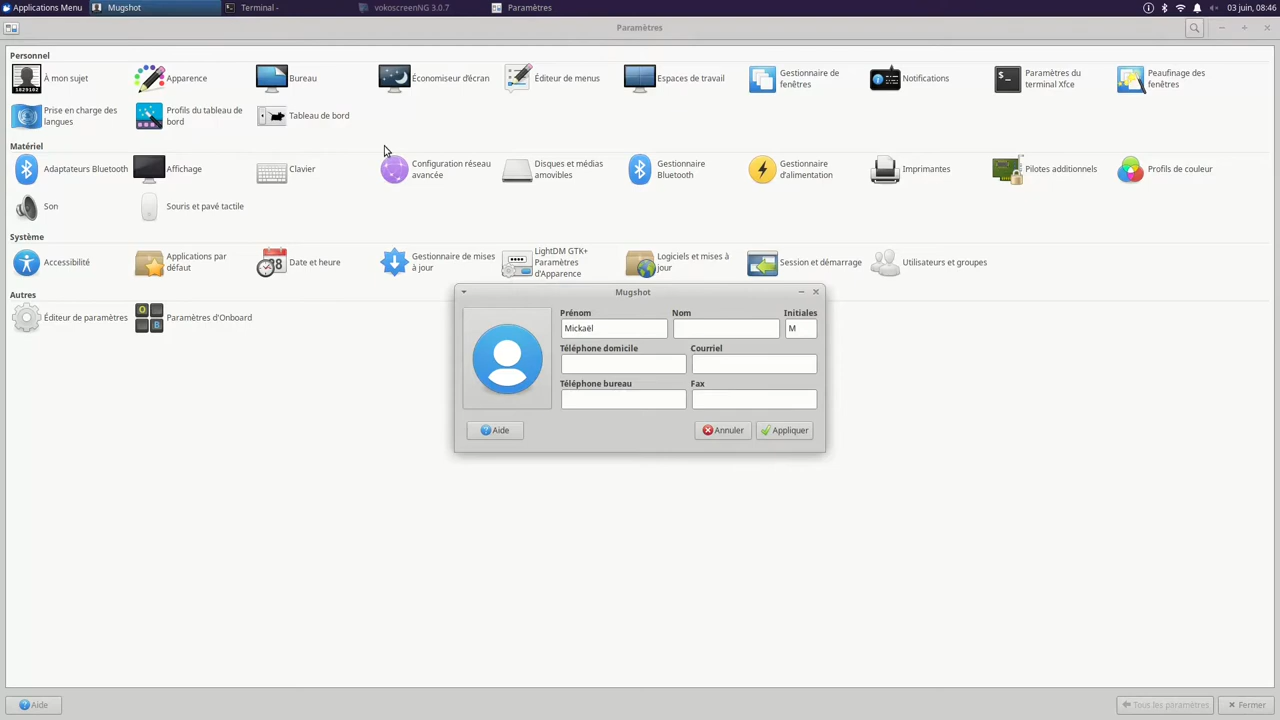 Applications Menu Mugshot Terminal - vokoscreenNG 3.0.7 Paramètres 03 juin, 08:46
Paramètres
Personnel
À mon sujet
Apparence
Bureau
Économiseur d'écran
Éditeur de menus
Espaces de travail
Gestionnaire de
fenêtres
Notifications
Paramètres du
terminal Xfce
Peaufinage des
fenêtres
Prise en charge des
langues
Profils du tableau de
bord
Tableau de bord
Matériel
Adaptateurs Bluetooth
Affichage
Clavier
Configuration réseau
avancée
Disques et médias
amovibles
Gestionnaire
Bluetooth
Gestionnaire
d'alimentation
Imprimantes
Pilotes additionnels
Profils de couleur
Son
Souris et pavé tactile
Système
Accessibilité
Applications par
défaut
Date et heure
Gestionnaire de mises
à jour
LightDM GTK+
Paramètres
d'Apparence
Logiciels et mises à
jour
Session et démarrage
Utilisateurs et groupes
Autres
Éditeur de paramètres
Paramètres d'Onboard
Mugshot
Prénom Nom Initiales
Mickaël M
Téléphone domicile Courriel
Téléphone bureau Fax
Aide Annuler Appliquer
Aide Tous les paramètres Fermer